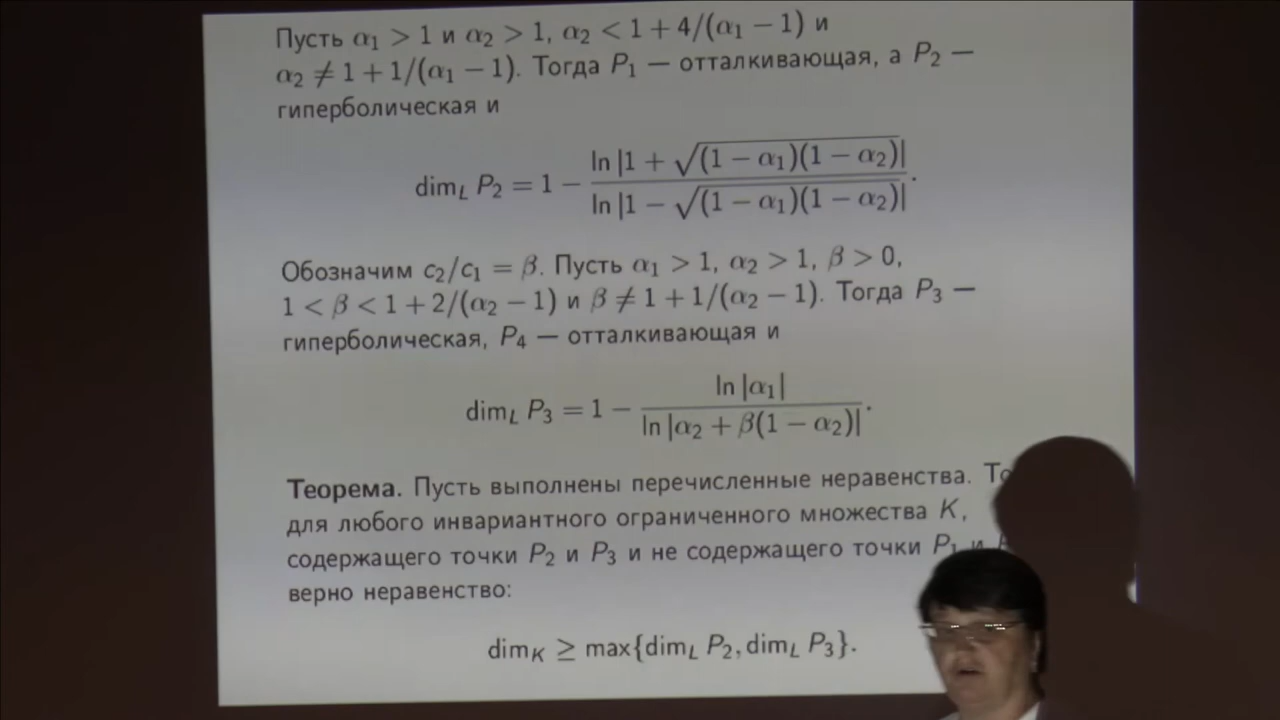 Пусть α₁ > 1 и α₂ > 1, α₂ < 1 + 4/(α₁ − 1) и
α₂ ≠ 1 + 1/(α₁ − 1). Тогда P₁ — отталкивающая, а P₂ —
гиперболическая и
dim_L P₂ = 1 − ln |1 + √(1 − α₁)(1 − α₂)| / ln |1 − √(1 − α₁)(1 − α₂)|.
Обозначим c₂/c₁ = β. Пусть α₁ > 1, α₂ > 1, β > 0,
1 < β < 1 + 2/(α₂ − 1) и β ≠ 1 + 1/(α₂ − 1). Тогда P₃ —
гиперболическая, P₄ — отталкивающая и
dim_L P₃ = 1 − ln |α₁| / ln |α₂ + β(1 − α₂)|.
Теорема. Пусть выполнены перечисленные неравенства.
для любого инвариантного ограниченного множества K,
содержащего точки P₂ и P₃ и не содержащего точки P₁ и
верно неравенство:
dim_K ≥ max{dim_L P₂, dim_L P₃}.